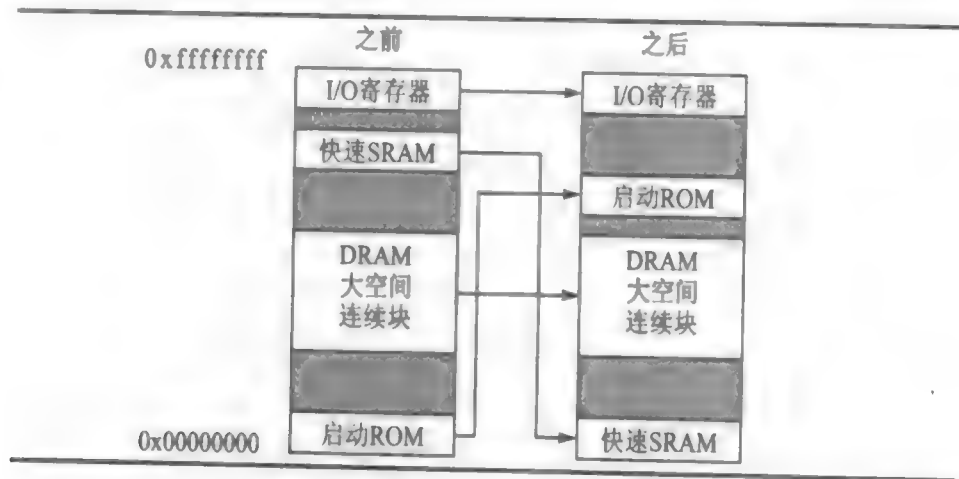 之前
之后
0xffffffff
I/O寄存器
I/O寄存器
快速SRAM
启动ROM
DRAM
大空间
连续块
DRAM
大空间
连续块
0x00000000
启动ROM
快速SRAM